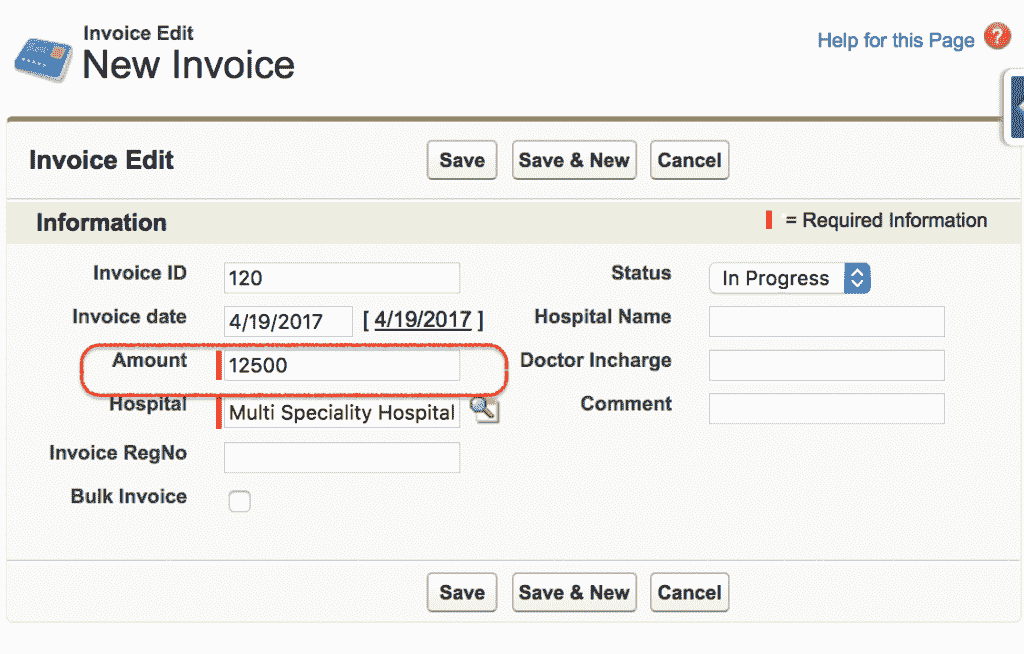 Invoice Edit
New Invoice
Help for this Page ?
Invoice Edit Save Save & New Cancel
Information = Required Information
Invoice ID 120 Status In Progress
Invoice date 4/19/2017 [ 4/19/2017 ] Hospital Name
Amount 12500 Doctor Incharge
Hospital Multi Speciality Hospital Comment
Invoice RegNo
Bulk Invoice
Save Save & New Cancel